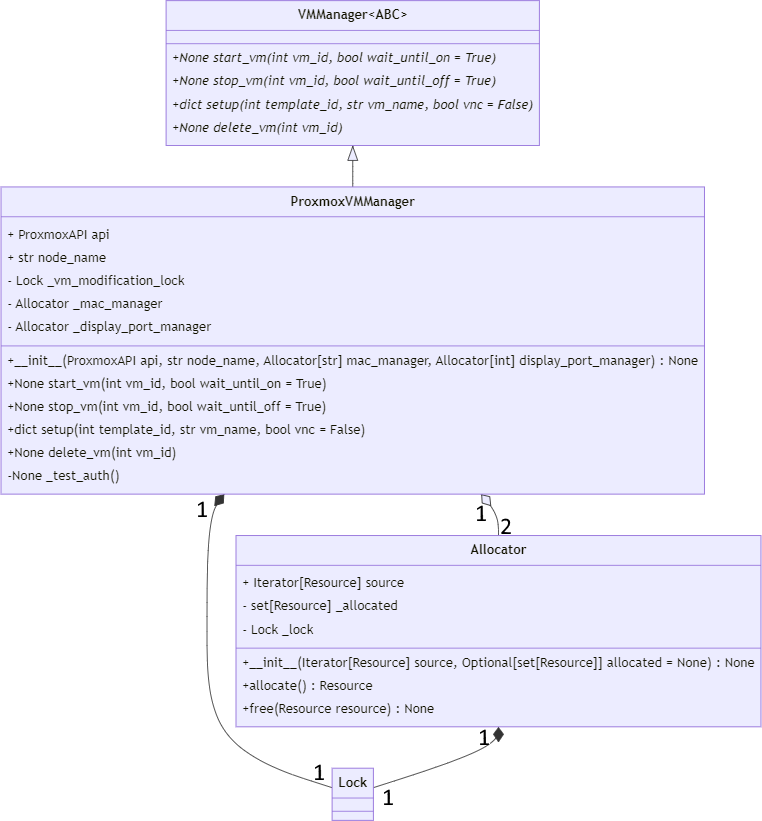 VMManager<ABC>
+None start_vm(int vm_id, bool wait_until_on = True)
+None stop_vm(int vm_id, bool wait_until_off = True)
+dict setup(int template_id, str vm_name, bool vnc = False)
+None delete_vm(int vm_id)
ProxmoxVMManager
+ ProxmoxAPI api
+ str node_name
- Lock _vm_modification_lock
- Allocator _mac_manager
- Allocator _display_port_manager
+__init__(ProxmoxAPI api, str node_name, Allocator[str] mac_manager, Allocator[int] display_port_manager) : None
+None start_vm(int vm_id, bool wait_until_on = True)
+None stop_vm(int vm_id, bool wait_until_off = True)
+dict setup(int template_id, str vm_name, bool vnc = False)
+None delete_vm(int vm_id)
-None _test_auth()
1
1
2
Allocator
+ Iterator[Resource] source
- set[Resource] _allocated
- Lock _lock
+__init__(Iterator[Resource] source, Optional[set[Resource]] allocated = None) : None
+allocate() : Resource
+free(Resource resource) : None
1
1
1
Lock